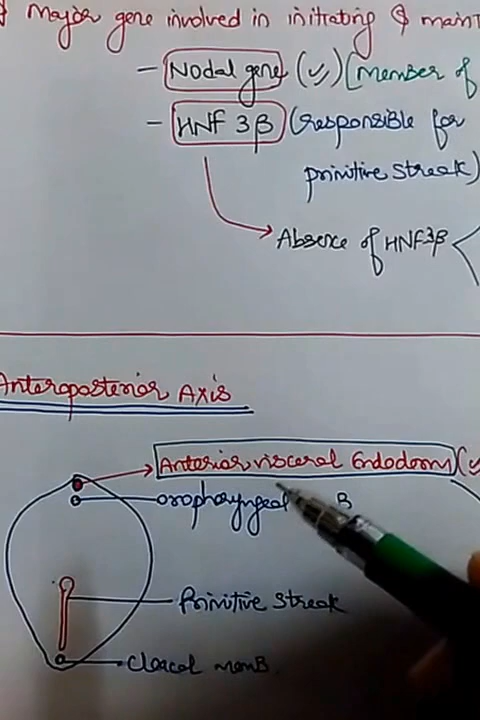 Major gene involved in initiating & maint
- Nodal gene (v) [Member of
- HNF 3β (responsible for
primitive streak)
→ Absence of HNF3β
Anteroposterior Axis
Anterior visceral Endoderm (v
oropharyngeal B
Primitive streak
Cloacal memB.